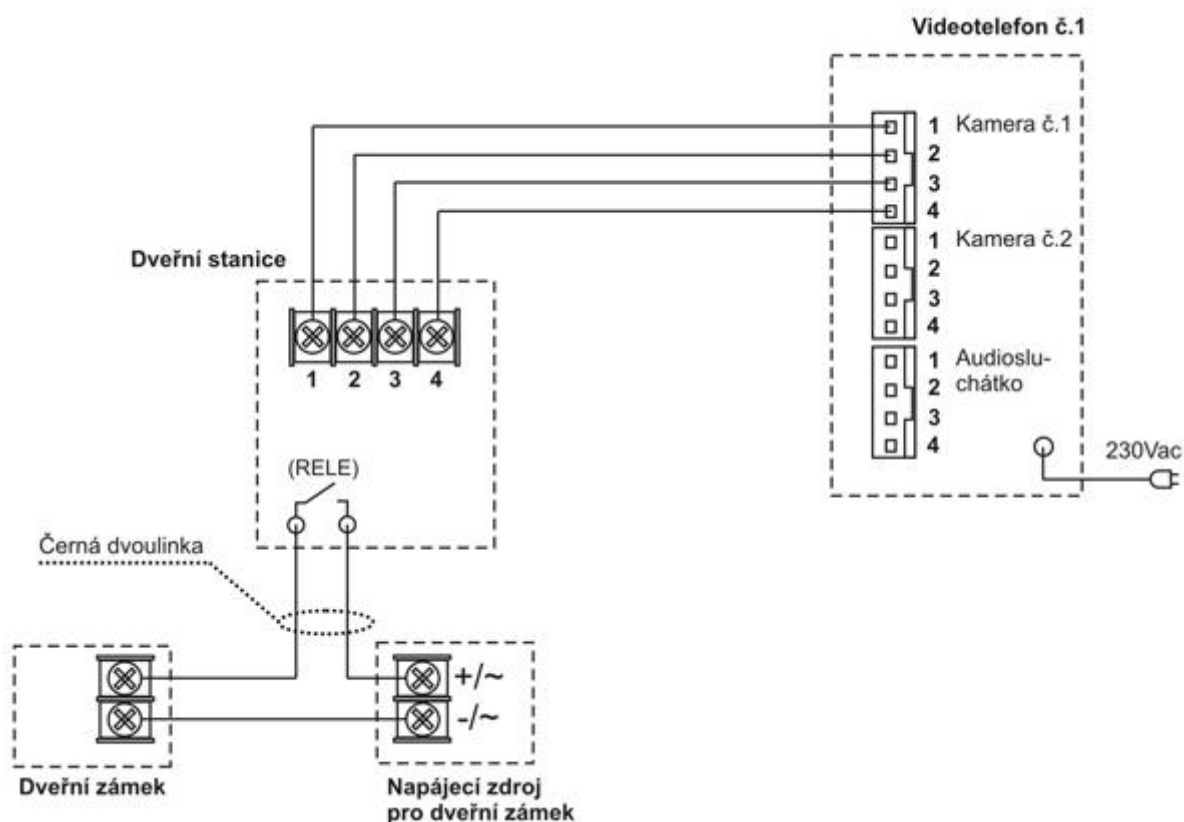 Videotelefon č.1
1 Kamera č.1
2
3
4
1 Kamera č.2
2
3
4
1 Audioslu-
2 chátko
3
4
230Vac
Dveřní stanice
1 2 3 4
(RELE)
Černá dvoulinka
+/~
-/~
Dveřní zámek
Napájecí zdroj
pro dveřní zámek